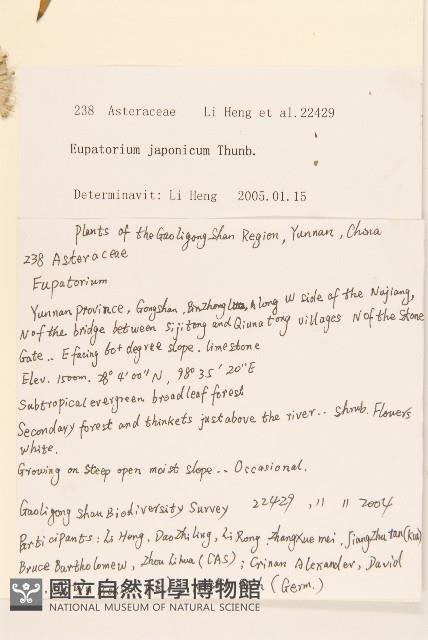 238 Asteraceae Li Heng et al.22429
Eupatorium japonicum Thunb.
Determinavit: Li Heng 2005.01.15
Plants of the Gaoligong Shan Region, Yunnan, China
238 Asteraceae
Eupatorium
Yunnan Province, Gongshan, Along W side of the Nujiang,
N of the bridge between Sijitong and Qiunatong villages N of the Stone
Gate.. E facing 60+ degree slope. limestone
Elev. 1500m. 28° 4' 00" N, 98° 35' 20" E
Subtropical evergreen broadleaf forest
Secondary forest and thinkets just above the river.. shrub. Flowers
White.
Growing on steep open moist slope.. Occasional.
Gaoligong Shan Biodiversity Survey 22429 , 11 11 2004
Participants: Li Heng, Dao Zhiling, Li Rong Zhang Xue mei, Jiang Zhu tan (KIB)
Bruce Bartholomew, Zhou Lihua (CAS); Crinan Alexander, David
(Germ.)
國立自然科學博物館
NATIONAL MUSEUM OF NATURAL SCIENCE